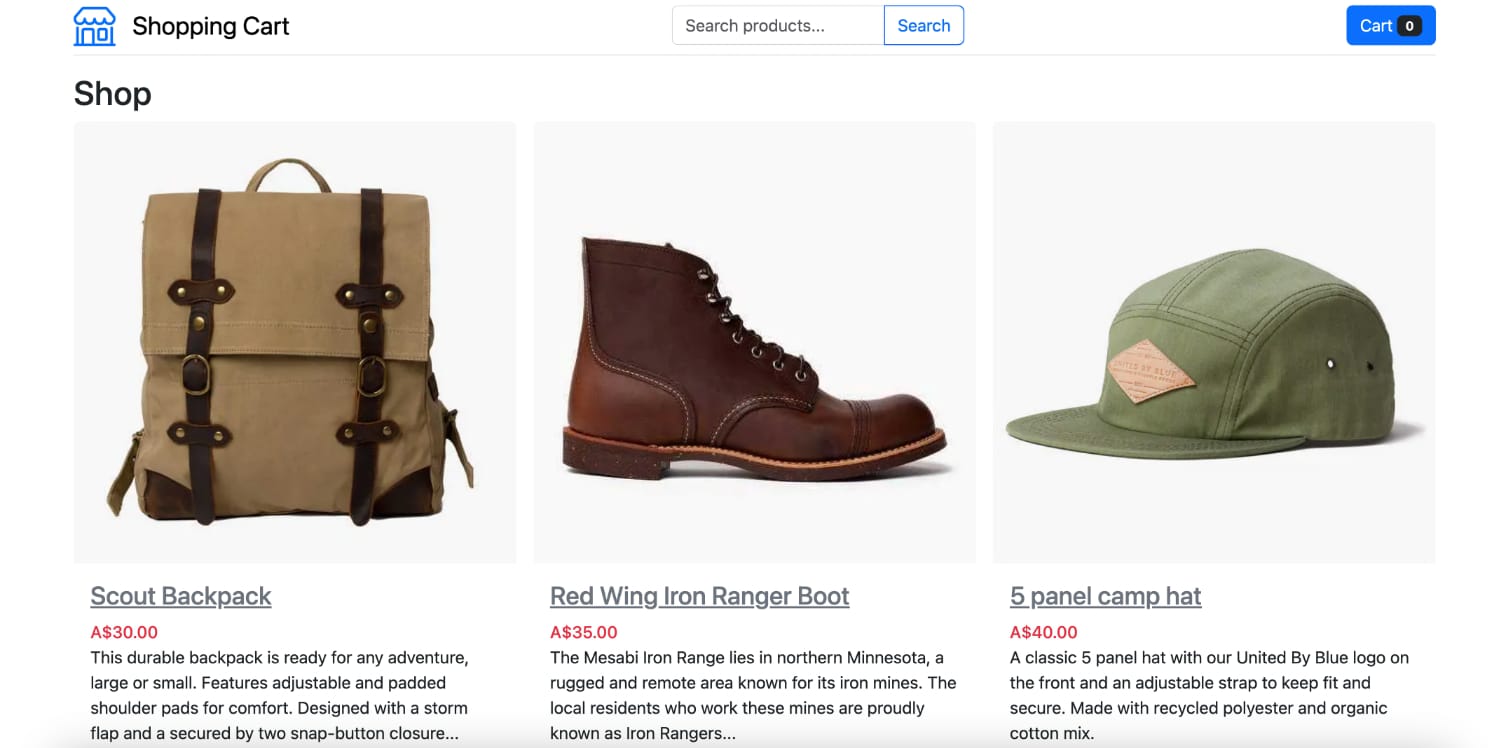 Shopping Cart
Search products...
Search
Cart 0
Shop
UNITED BY BLUE
Scout Backpack
A$30.00
This durable backpack is ready for any adventure,
large or small. Features adjustable and padded
shoulder pads for comfort. Designed with a storm
flap and a secured by two snap-button closure...
Red Wing Iron Ranger Boot
A$35.00
The Mesabi Iron Range lies in northern Minnesota, a
rugged and remote area known for its iron mines. The
local residents who work these mines are proudly
known as Iron Rangers...
5 panel camp hat
A$40.00
A classic 5 panel hat with our United By Blue logo on
the front and an adjustable strap to keep fit and
secure. Made with recycled polyester and organic
cotton mix.